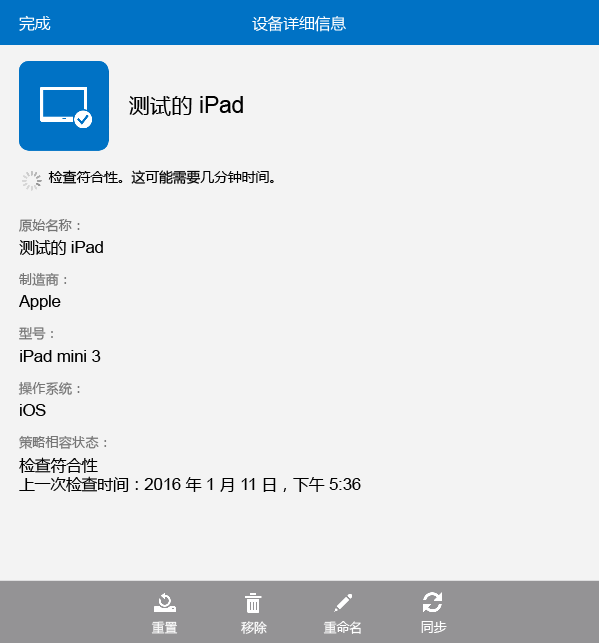 完成
设备详细信息
测试的 iPad
检查符合性。这可能需要几分钟时间。
原始名称：
测试的 iPad
制造商：
Apple
型号：
iPad mini 3
操作系统：
iOS
策略相容状态：
检查符合性
上一次检查时间：2016 年 1 月 11 日，下午 5:36
重置
移除
重命名
同步